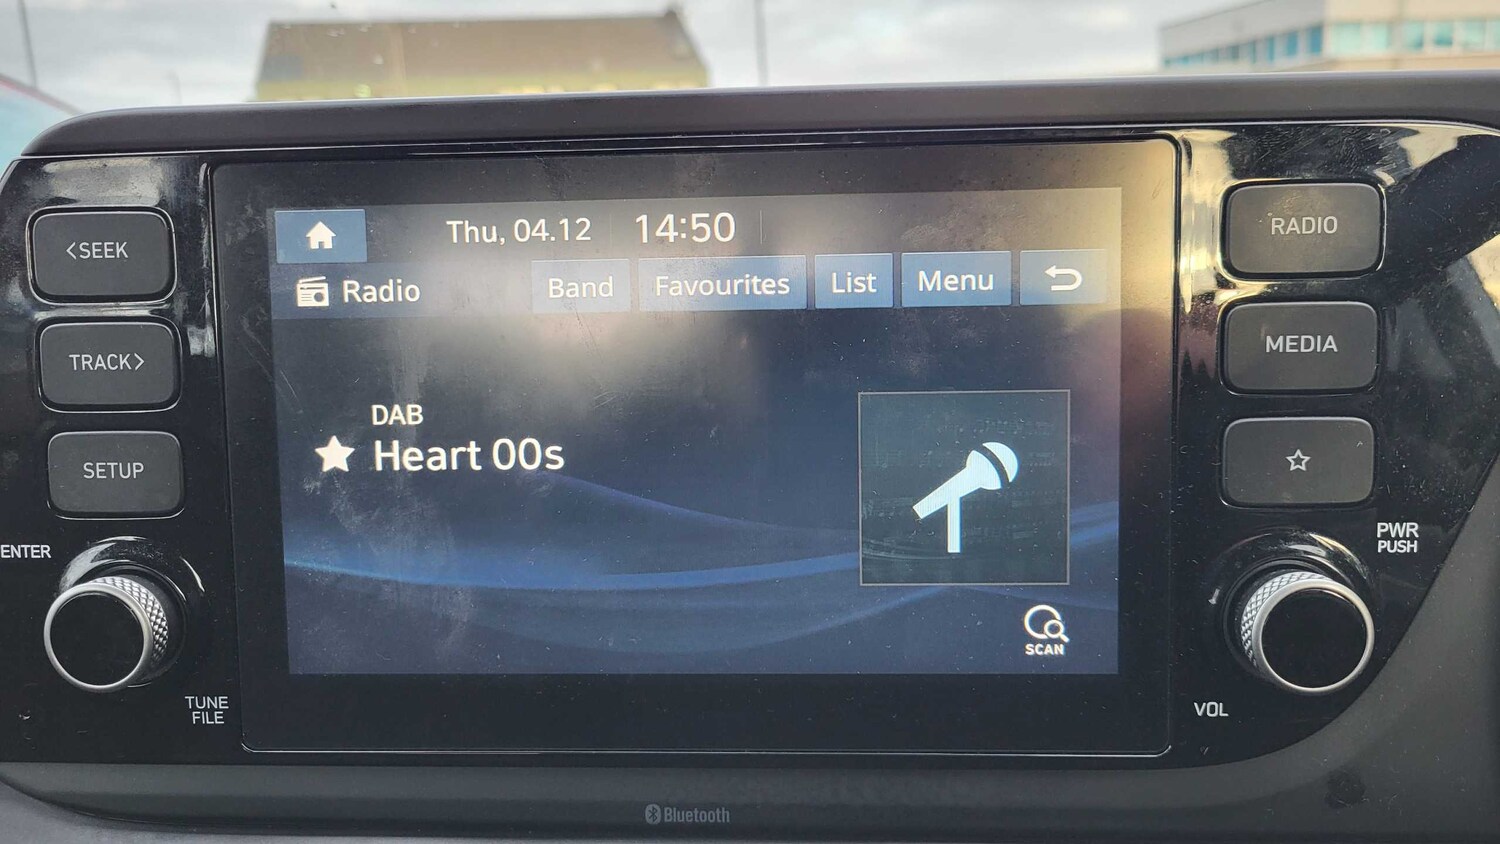 <SEEK
TRACK>
SETUP
ENTER
TUNE
FILE
Thu, 04.12 14:50
Radio Band Favourites List Menu
DAB
Heart 00s
SCAN
RADIO
MEDIA
PWR
PUSH
VOL
Bluetooth